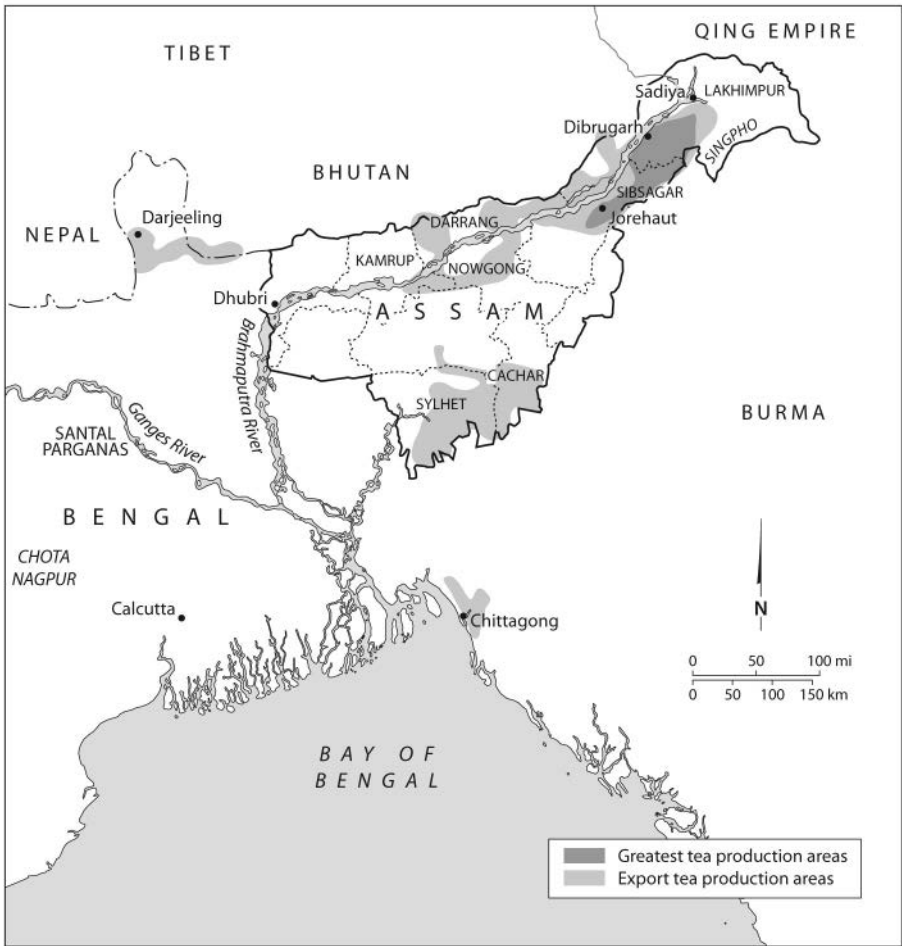 QING EMPIRE
TIBET
Sadiya
LAKHIMPUR
Dibrugarh
SINGPHO
BHUTAN
SIBSAGAR
Jorehaut
Darjeeling
DARRANG
NEPAL
KAMRUP
NOWGONG
Dhubri
ASSAM
Brahmaputra River
CACHAR
SYLHET
BURMA
Ganges River
SANTAL
PARGANAS
BENGAL
CHOTA
NAGPUR
Calcutta
Chittagong
N
0 50 100 mi
0 50 100 150 km
BAY OF
BENGAL
Greatest tea production areas
Export tea production areas